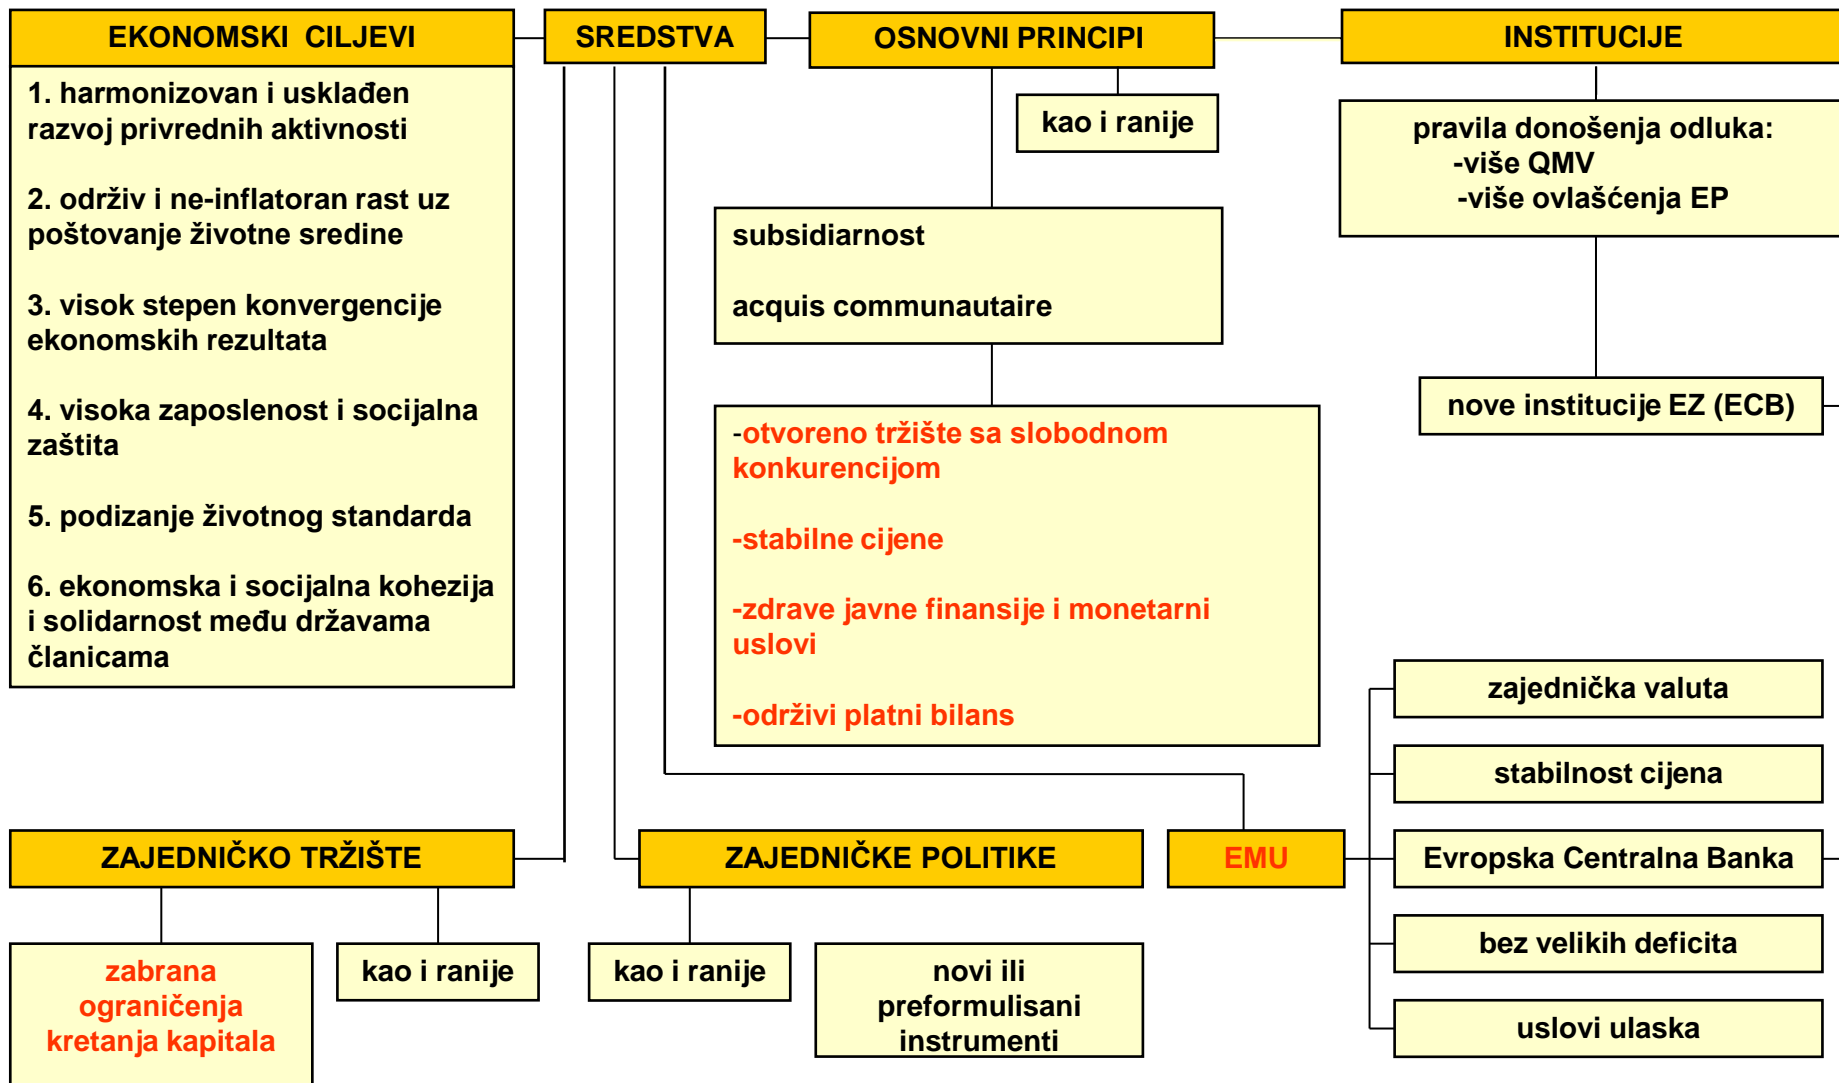 EKONOMSKI CILJEVI
SREDSTVA
OSNOVNI PRINCIPI
INSTITUCIJE
1. harmonizovan i usklađen
razvoj privrednih aktivnosti
2. održiv i ne-inflatoran rast uz
poštovanje životne sredine
3. visok stepen konvergencije
ekonomskih rezultata
4. visoka zaposlenost i socijalna
zaštita
5. podizanje životnog standarda
6. ekonomska i socijalna kohezija
i solidarnost među državama
članicama
kao i ranije
subsidiarnost
acquis communautaire
-otvoreno tržište sa slobodnom
konkurencijom
-stabilne cijene
-zdrave javne finansije i monetarni
uslovi
-održivi platni bilans
pravila donošenja odluka:
-više QMV
-više ovlašćenja EP
nove institucije EZ (ECB)
ZAJEDNIČKO TRŽIŠTE
zabrana
ograničenja
kretanja kapitala
kao i ranije
ZAJEDNIČKE POLITIKE
kao i ranije
novi ili
preformulisani
instrumenti
EMU
zajednička valuta
stabilnost cijena
Evropska Centralna Banka
bez velikih deficita
uslovi ulaska